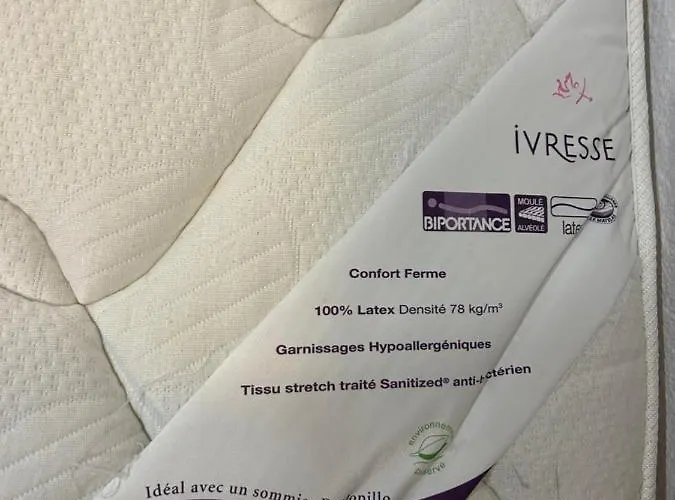 iVRESSE
BIPORTANCE
MOULÉ
ALVÉOLÉ
Confort Ferme
100% Latex Densité 78 kg/m³
Garnissages Hypoallergéniques
Tissu stretch traité Sanitized®
Idéal avec un